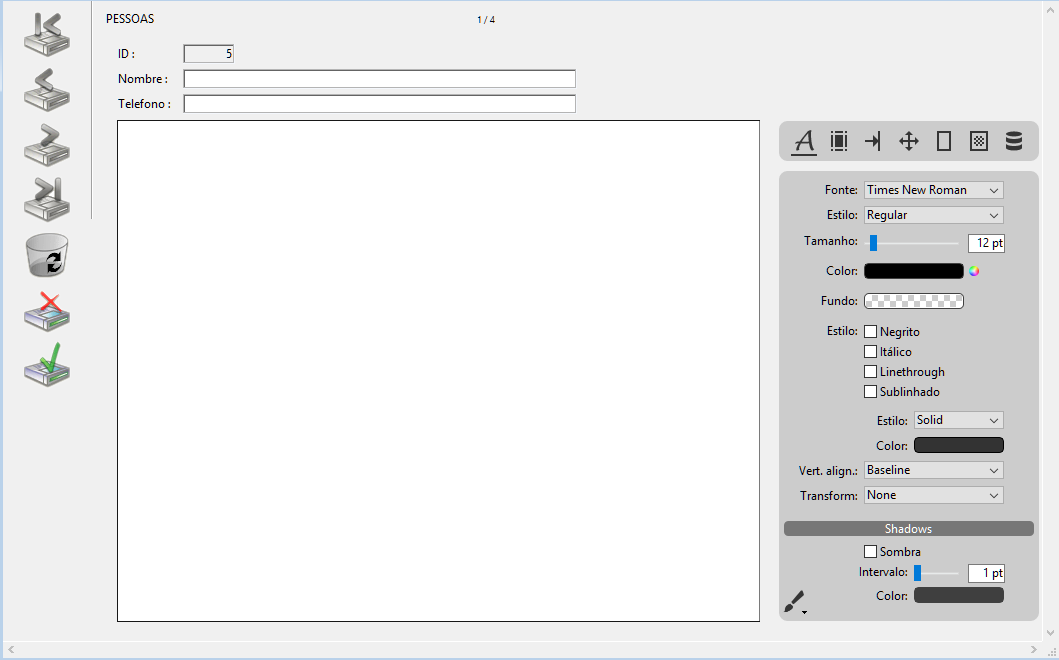 PESSOAS 1 / 4
ID : 5
Nombre :
Telefono :
A
Fonte: Times New Roman
Estilo: Regular
Tamanho: 12 pt
Color:
Fundo:
Estilo: Negrito
Itálico
Linethrough
Sublinhado
Estilo: Solid
Color:
Vert. align.: Baseline
Transform: None
Shadows
Sombra
Intervalo: 1 pt
Color: